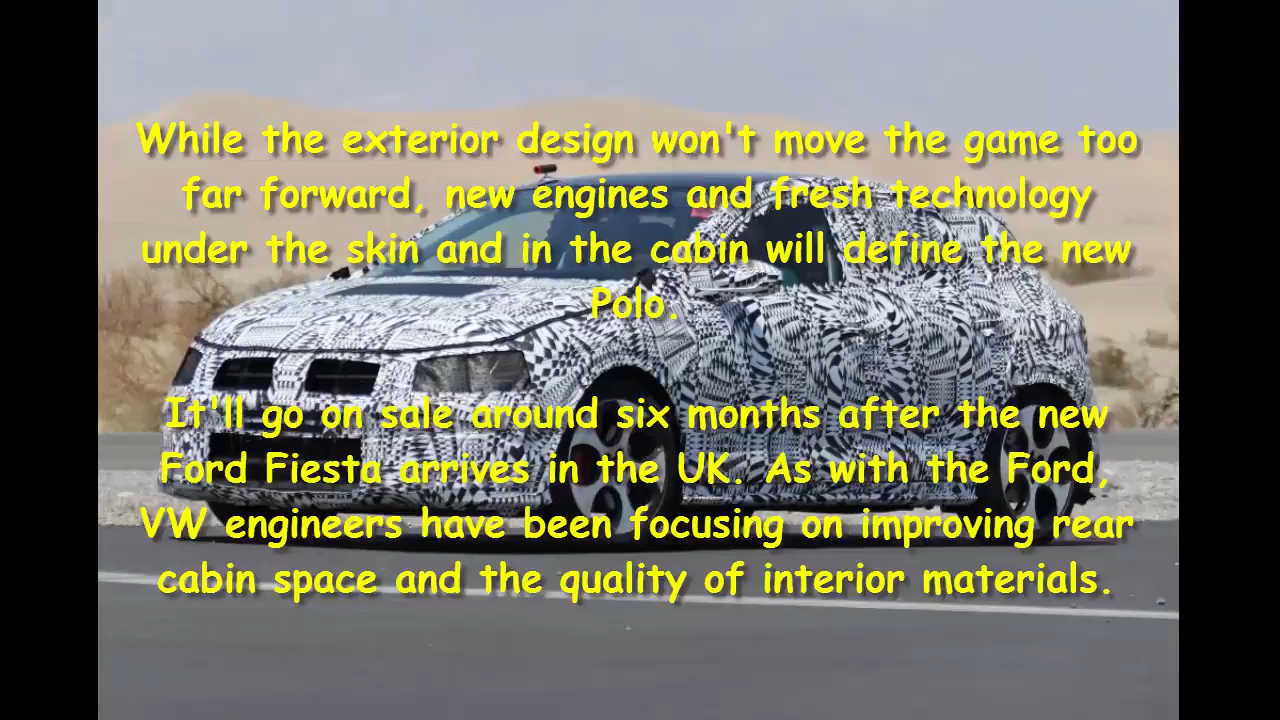 While the exterior design won't move the game too
far forward, new engines and fresh technology
under the skin and in the cabin will define the new
Polo.
It'll go on sale around six months after the new
Ford Fiesta arrives in the UK. As with the Ford,
VW engineers have been focusing on improving rear
cabin space and the quality of interior materials.